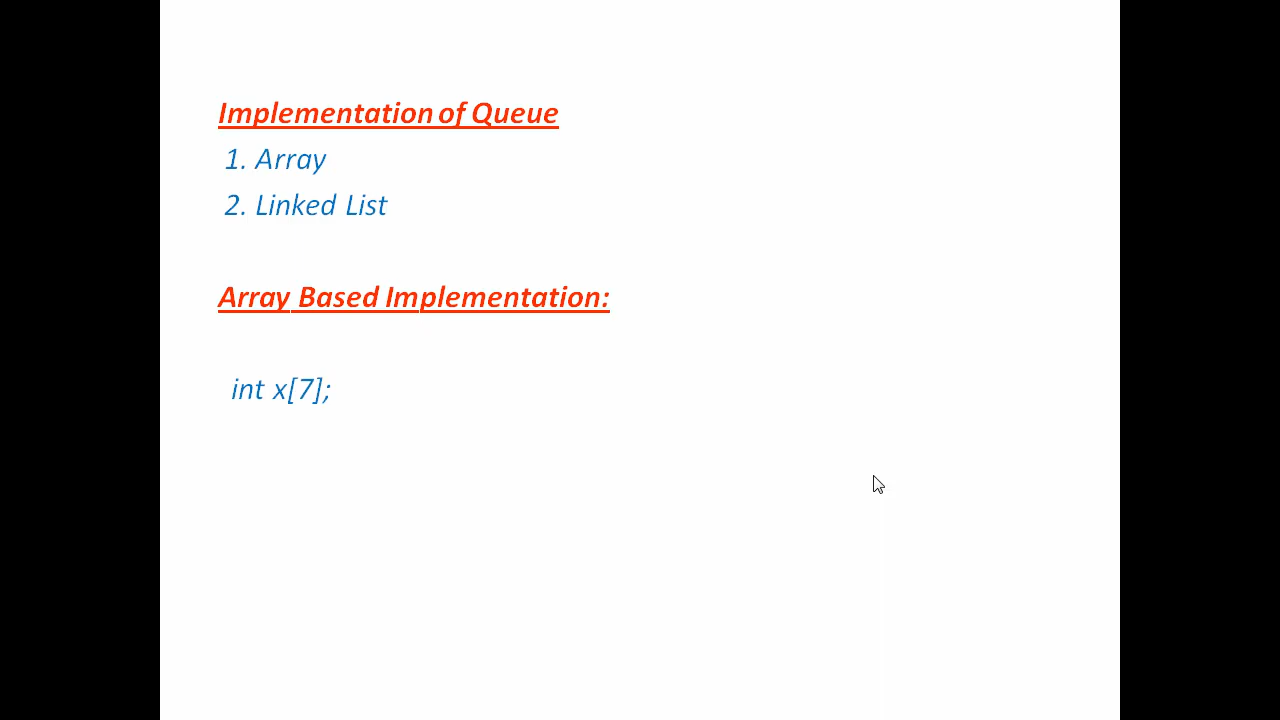 Implementation of Queue
1. Array
2. Linked List
Array Based Implementation:
int x[7];